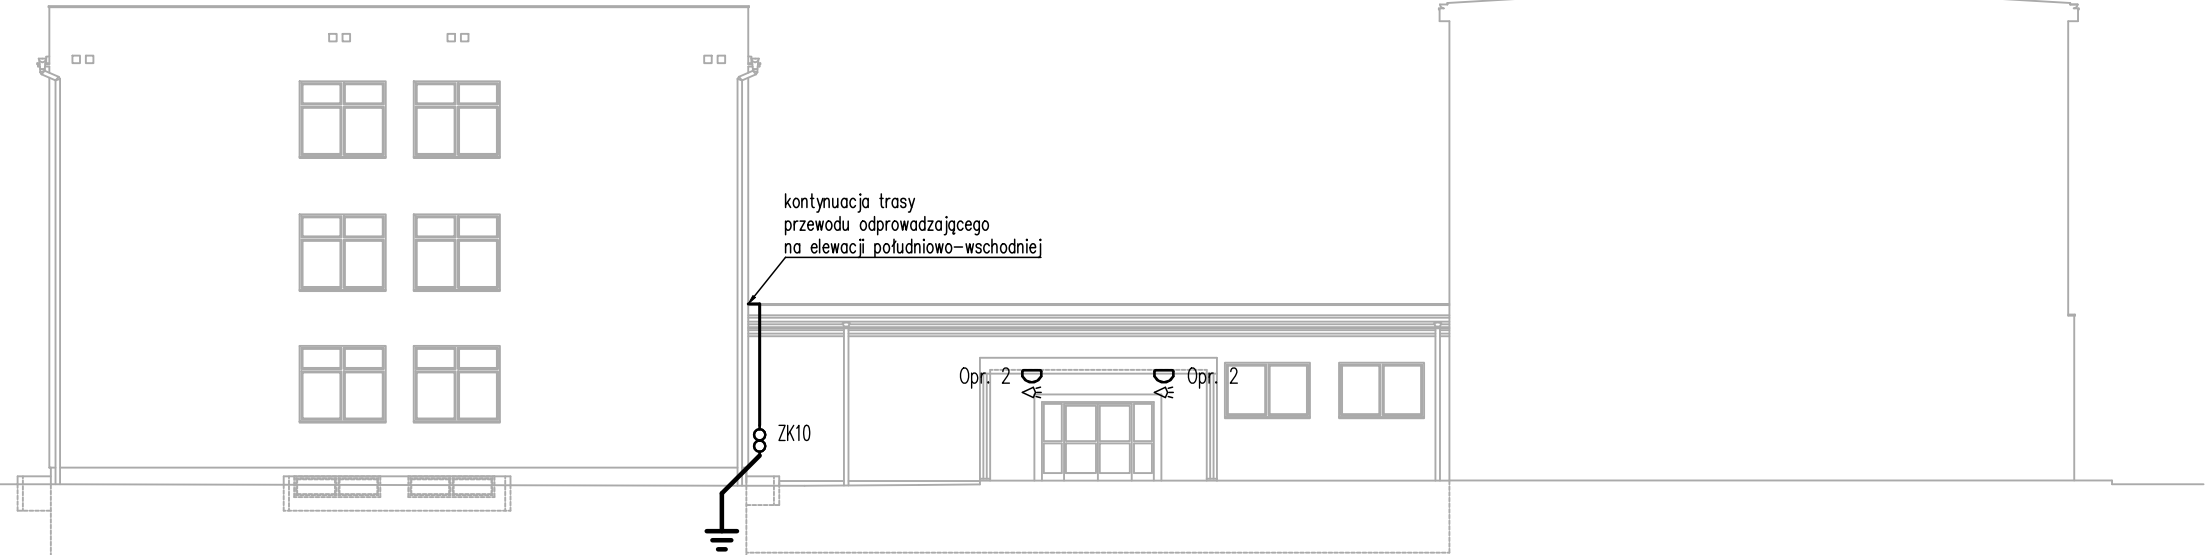 kontynuacja trasy
przewodu odprowadzającego
na elewacji południowo-wschodniej
Opr. 2
Opr. 2
ZK10